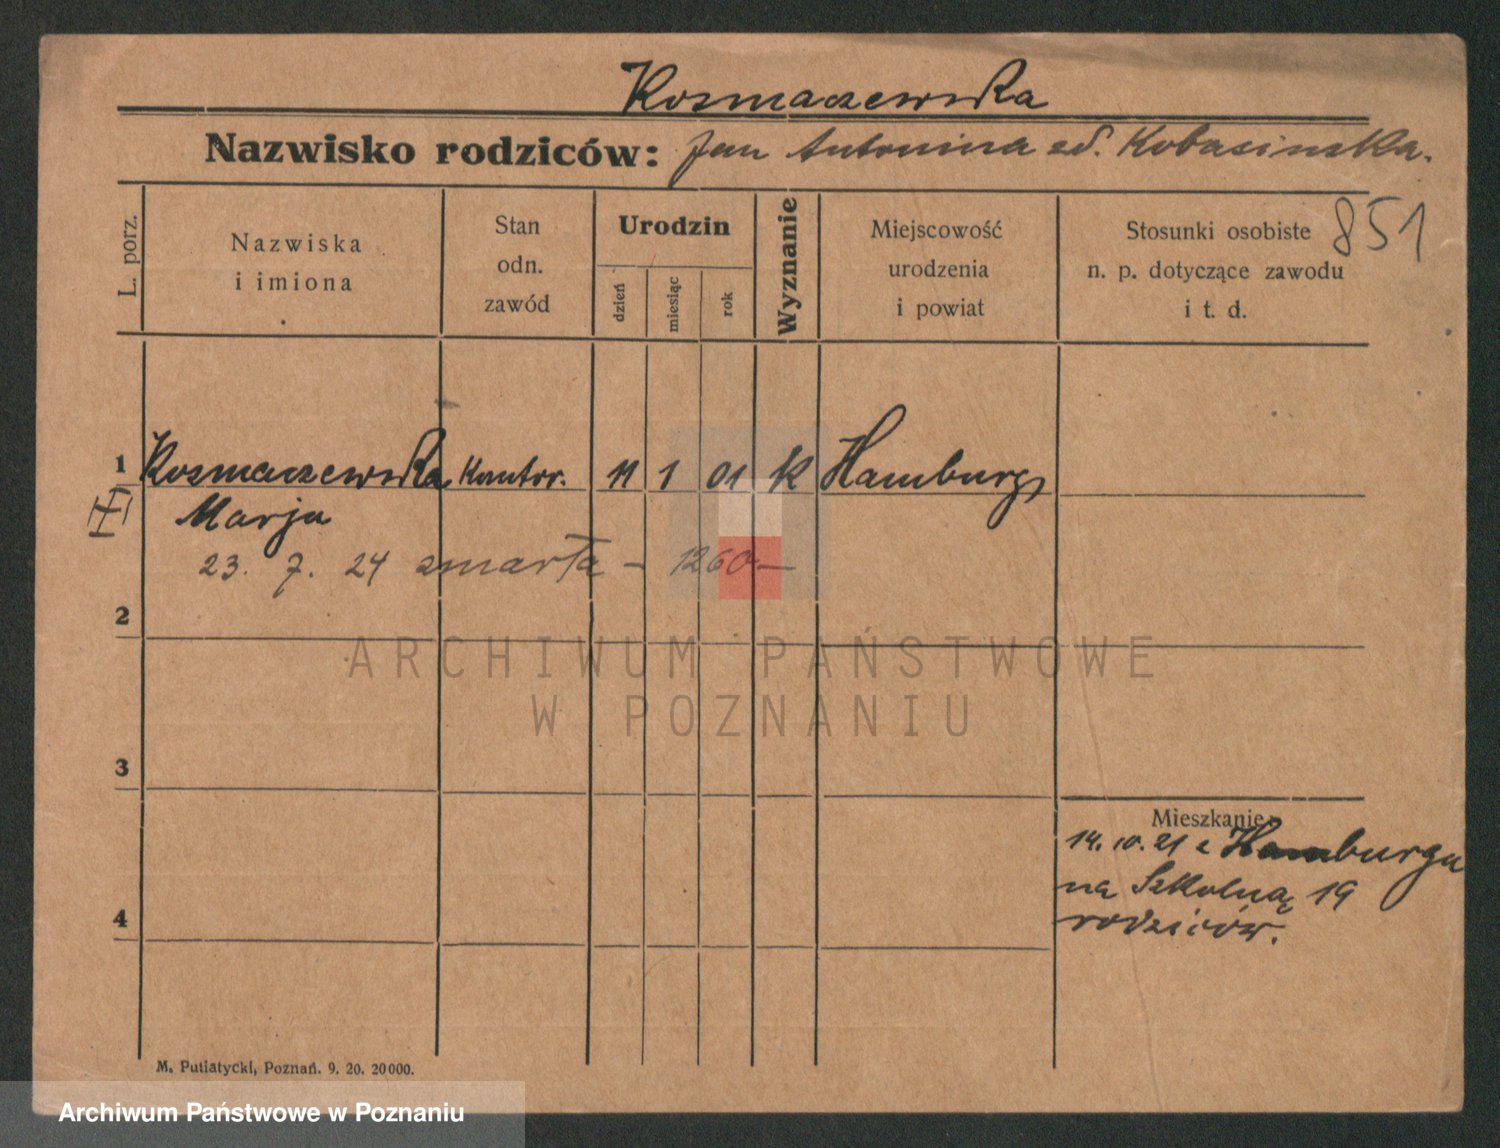 Kosmaczewska
Nazwisko rodziców: Jan Antonina zd. Kobasinska.
851
L. porz.
Nazwiska
i imiona
Stan
odn.
zawód
Urodzin
dzień
miesiąc
rok
Wyznanie
Miejscowość
urodzenia
i powiat
Stosunki osobiste
n. p. dotyczące zawodu
i t. d.
1 Kosmaczewska Kontor. 11 1 01 K Hamburg
Marja
23. 7. 24 zmarła – 1260 –
2
ARCHIWUM PAŃSTWOWE
W POZNANIU
3
Mieszkanie:
14. 10. 21 z Hamburga
na Szkolną 19
rodziców.
4
M. Putiatycki, Poznań. 9. 20. 20000.
Archiwum Państwowe w Poznaniu